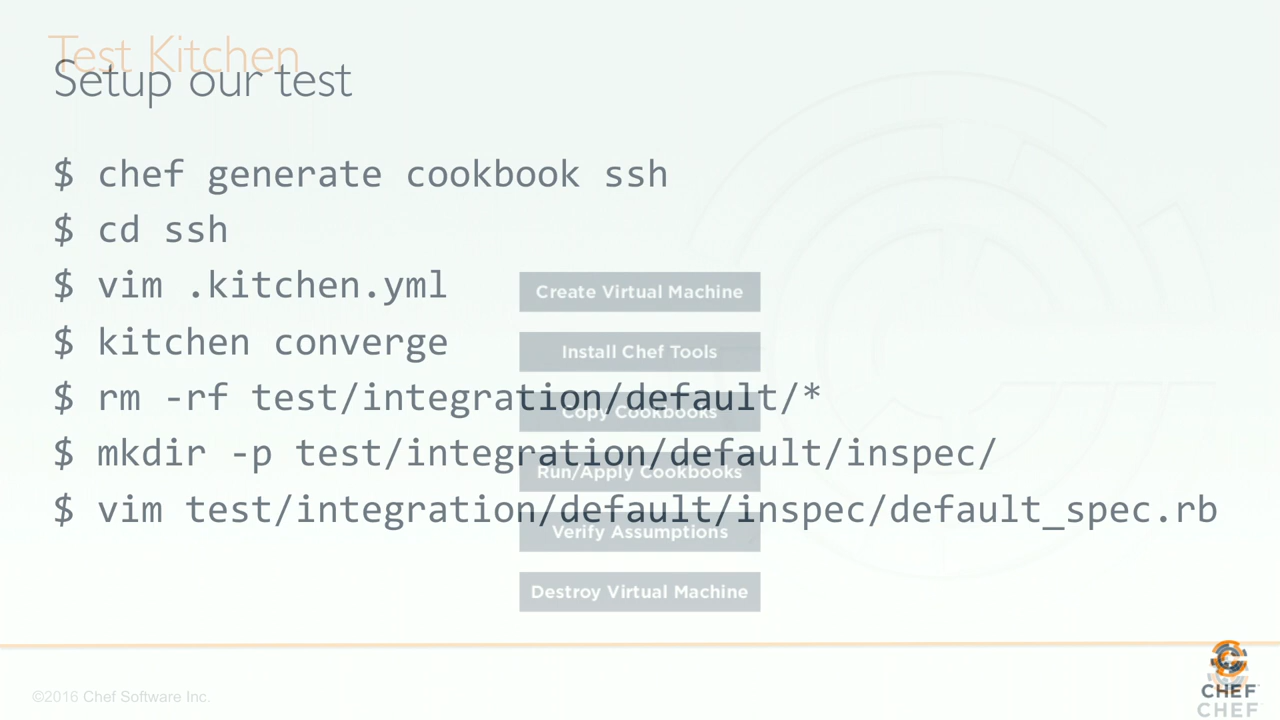 Test Kitchen
Setup our test
$ chef generate cookbook ssh
$ cd ssh
$ vim .kitchen.yml
$ kitchen converge
$ rm -rf test/integration/default/*
$ mkdir -p test/integration/default/inspec/
$ vim test/integration/default/inspec/default_spec.rb
Create Virtual Machine
Install Chef Tools
Copy Cookbooks
Run/Apply Cookbooks
Verify Assumptions
Destroy Virtual Machine
©2016 Chef Software Inc.
CHEF
CHEF